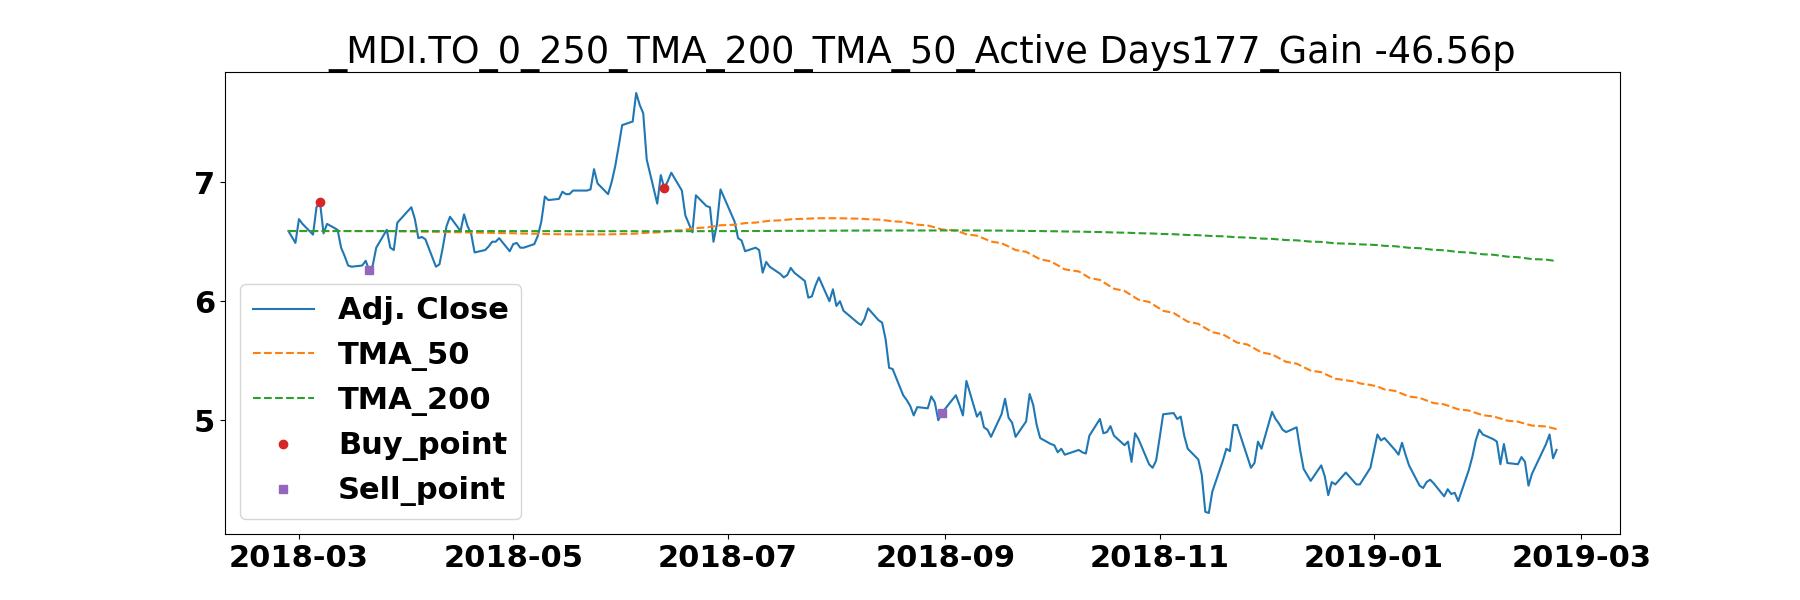 _MDI.TO_0_250_TMA_200_TMA_50_Active Days177_Gain -46.56p
7
6
5
Adj. Close
TMA_50
TMA_200
Buy_point
Sell_point
2018-03 2018-05 2018-07 2018-09 2018-11 2019-01 2019-03